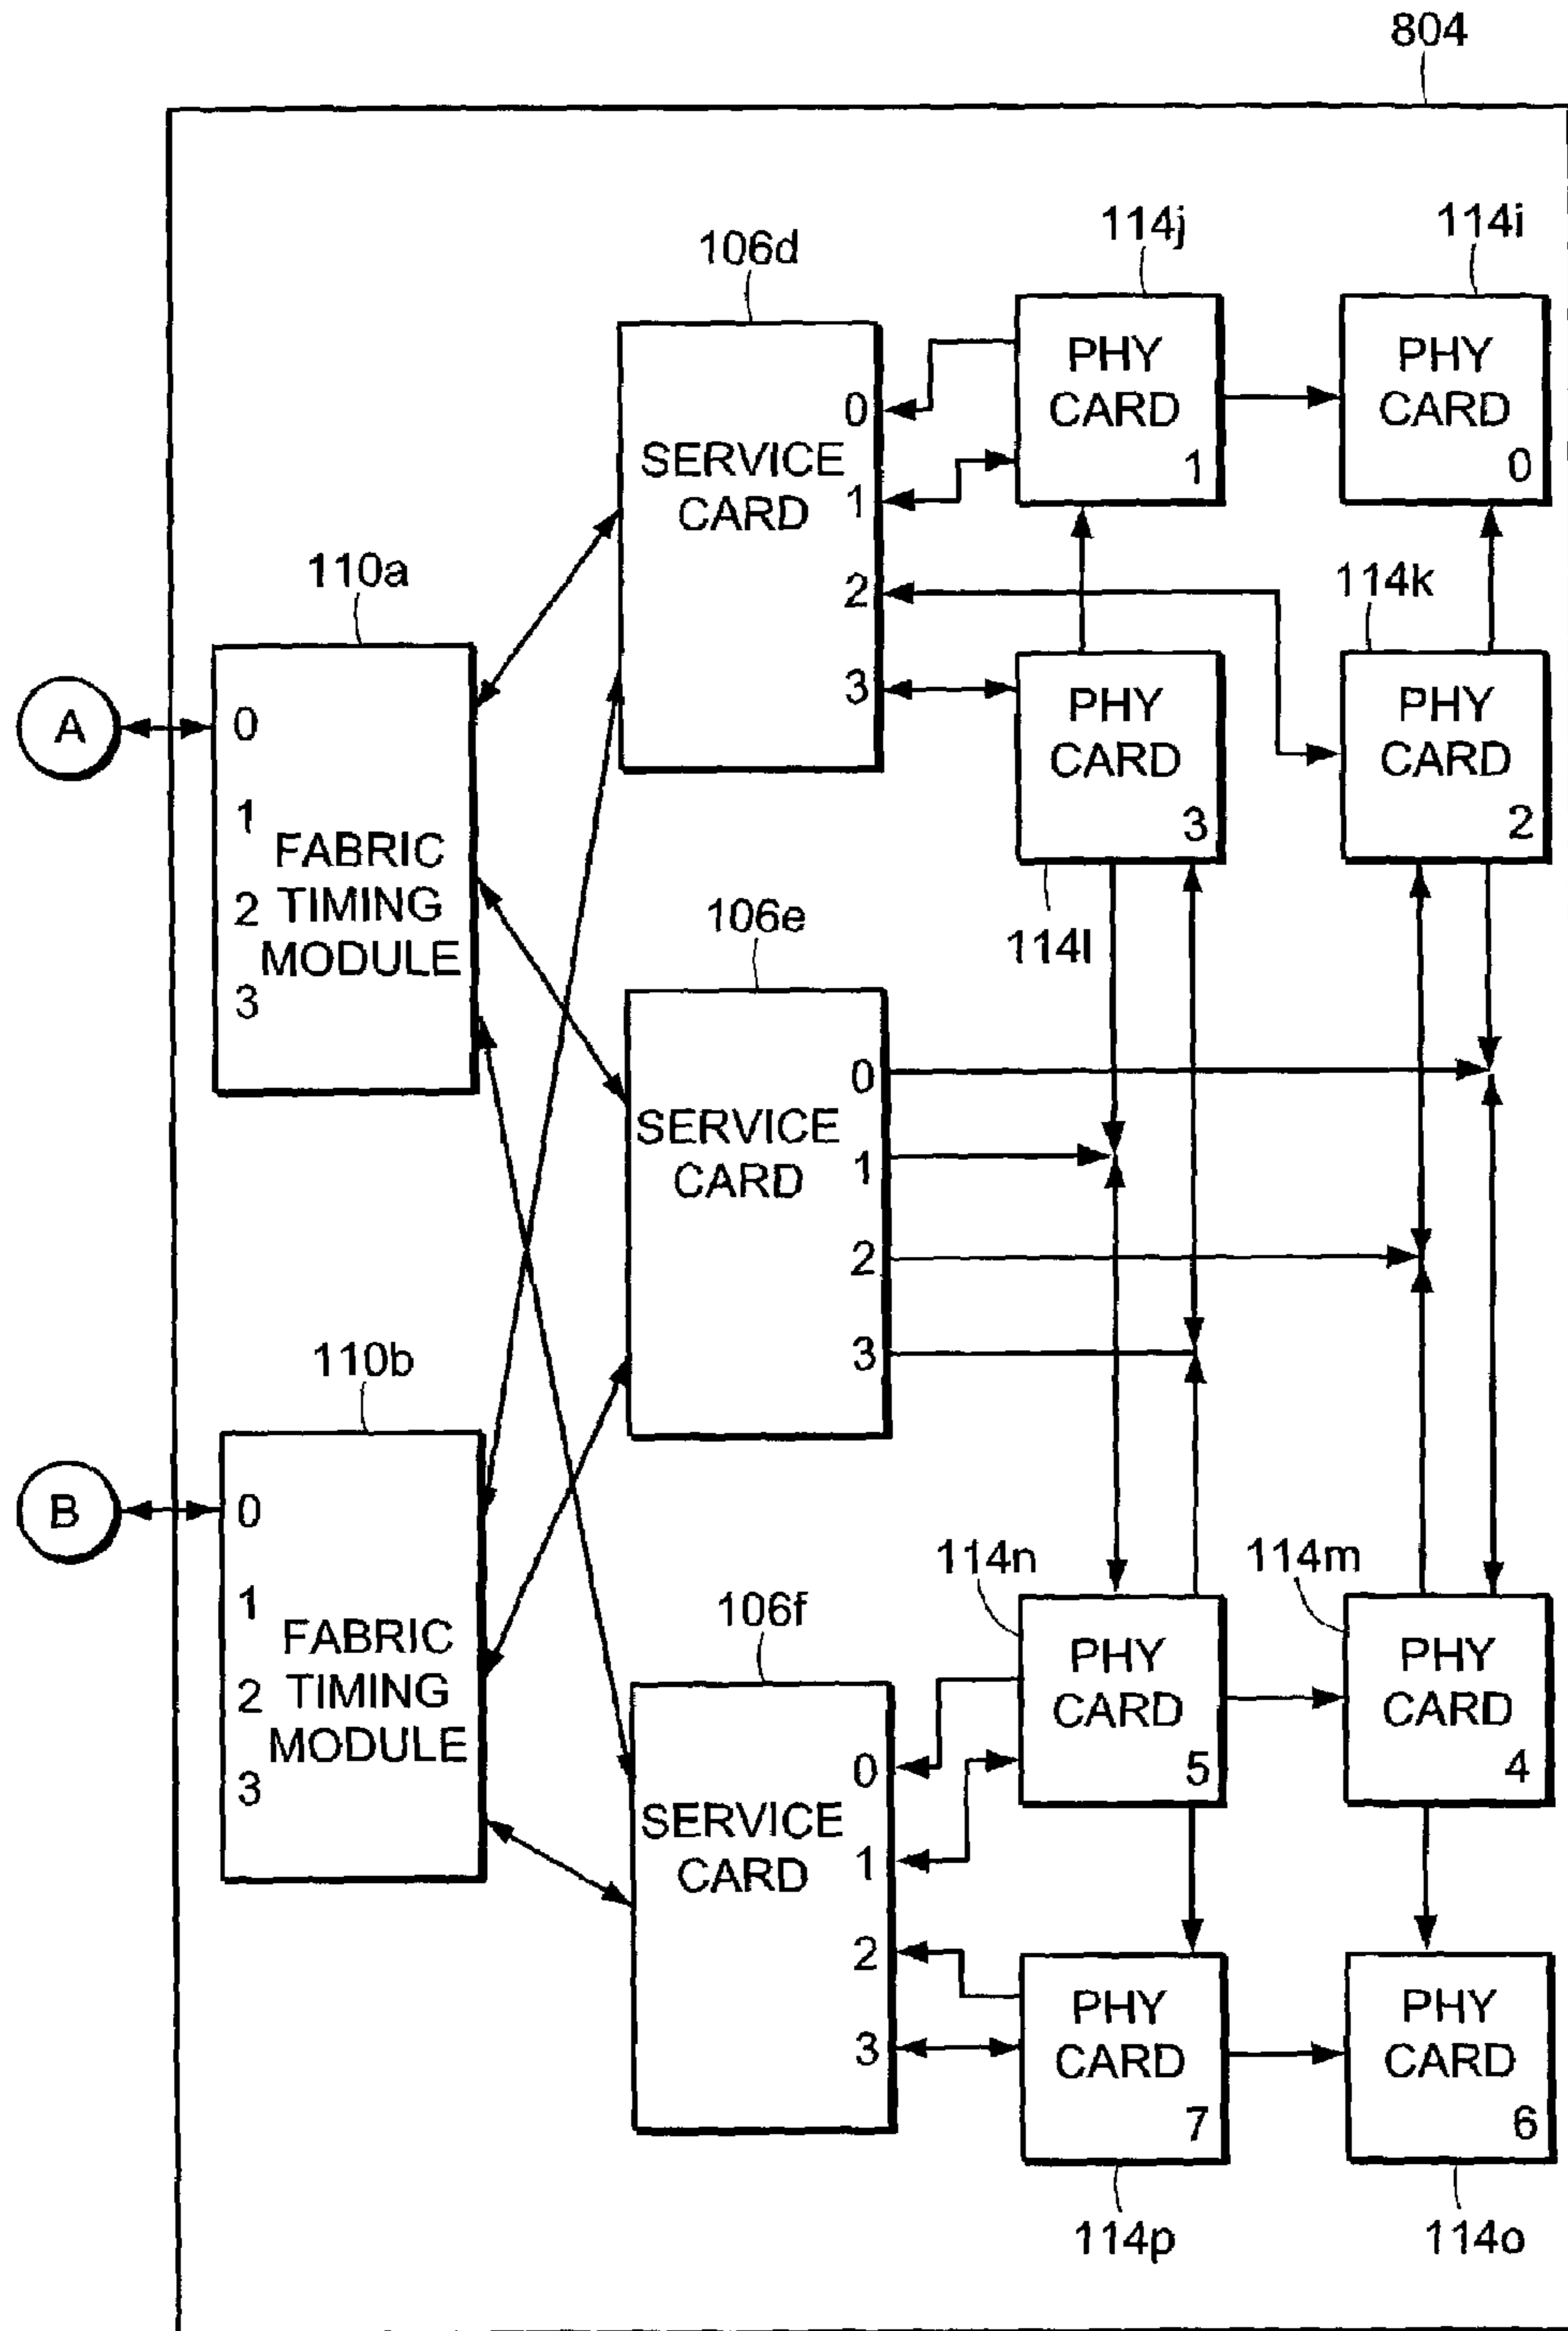 804
114j
114i
106d
PHY
CARD
1
PHY
CARD
0
0
1
2
3
SERVICE
CARD
110a
114k
A
0
1
2
3
FABRIC
TIMING
MODULE
PHY
CARD
3
PHY
CARD
2
114l
106e
0
1
2
3
SERVICE
CARD
110b
B
0
1
2
3
FABRIC
TIMING
MODULE
114n
114m
106f
PHY
CARD
5
PHY
CARD
4
0
1
2
3
SERVICE
CARD
PHY
CARD
7
PHY
CARD
6
114p
114o